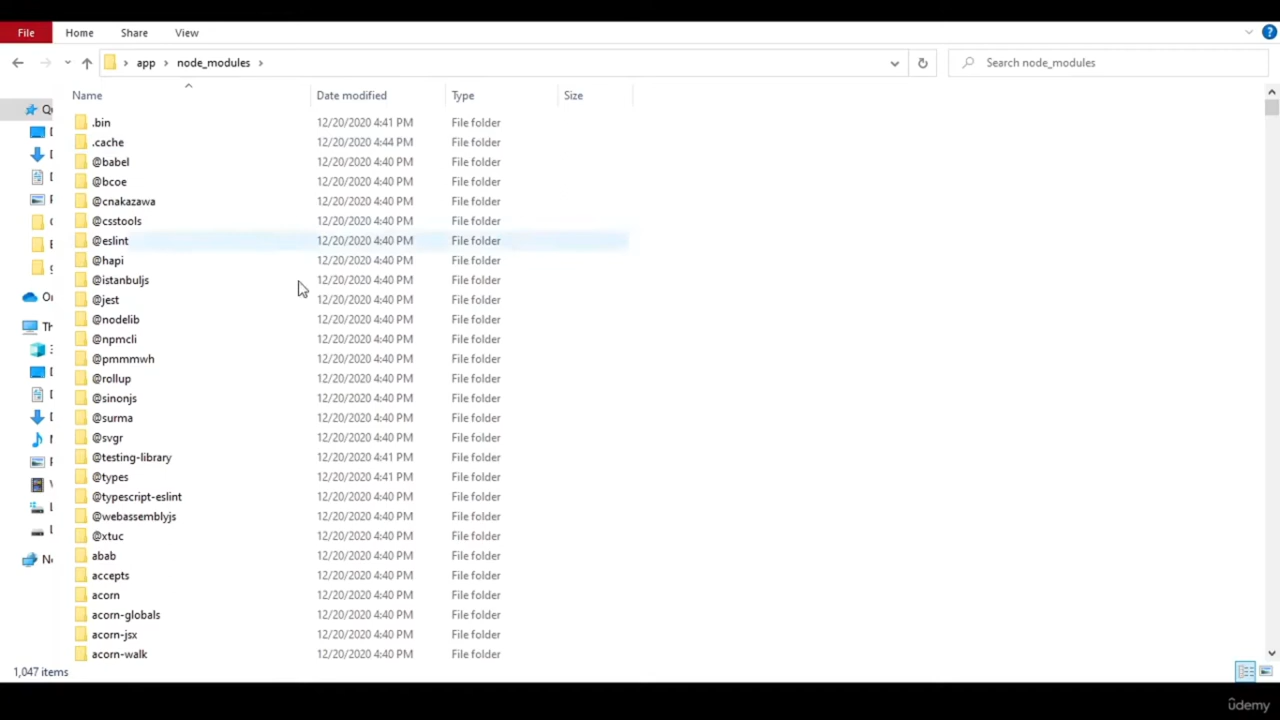 File Home Share View
app node_modules Search node_modules
Name Date modified Type Size
.bin 12/20/2020 4:41 PM File folder
.cache 12/20/2020 4:44 PM File folder
@babel 12/20/2020 4:40 PM File folder
@bcoe 12/20/2020 4:40 PM File folder
@cnakazawa 12/20/2020 4:40 PM File folder
@csstools 12/20/2020 4:40 PM File folder
@eslint 12/20/2020 4:40 PM File folder
@hapi 12/20/2020 4:40 PM File folder
@istanbuljs 12/20/2020 4:40 PM File folder
@jest 12/20/2020 4:40 PM File folder
@nodelib 12/20/2020 4:40 PM File folder
@npmcli 12/20/2020 4:40 PM File folder
@pmmmwh 12/20/2020 4:40 PM File folder
@rollup 12/20/2020 4:40 PM File folder
@sinonjs 12/20/2020 4:40 PM File folder
@surma 12/20/2020 4:40 PM File folder
@svgr 12/20/2020 4:40 PM File folder
@testing-library 12/20/2020 4:41 PM File folder
@types 12/20/2020 4:41 PM File folder
@typescript-eslint 12/20/2020 4:40 PM File folder
@webassemblyjs 12/20/2020 4:40 PM File folder
@xtuc 12/20/2020 4:40 PM File folder
abab 12/20/2020 4:40 PM File folder
accepts 12/20/2020 4:40 PM File folder
acorn 12/20/2020 4:40 PM File folder
acorn-globals 12/20/2020 4:40 PM File folder
acorn-jsx 12/20/2020 4:40 PM File folder
acorn-walk 12/20/2020 4:40 PM File folder
1,047 items
ûdemy